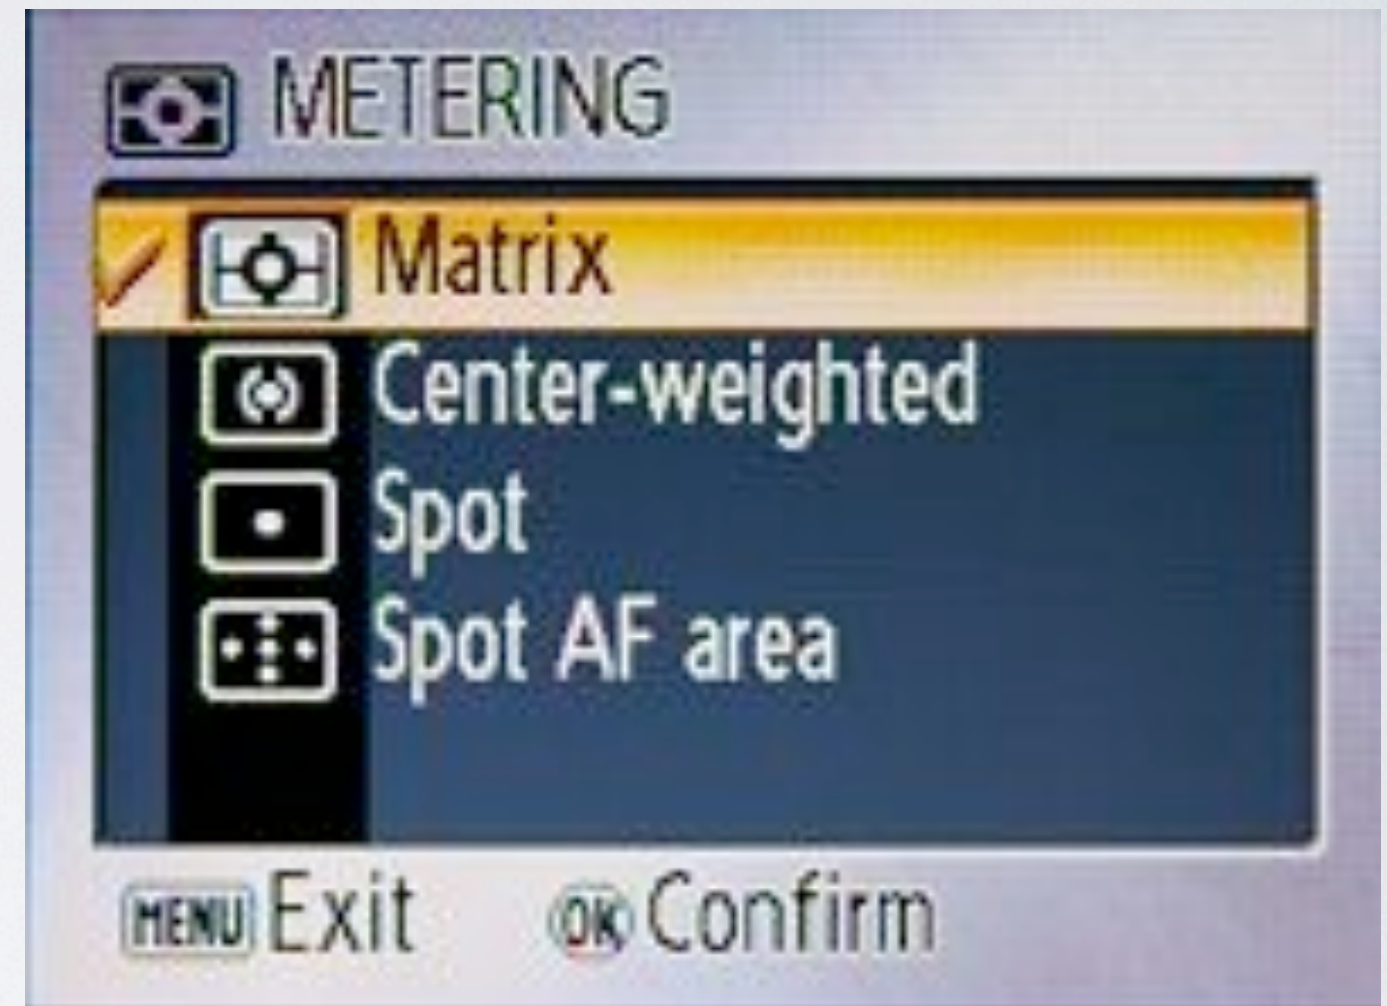 METERING
Matrix
Center-weighted
Spot
Spot AF area
MENU Exit OK Confirm